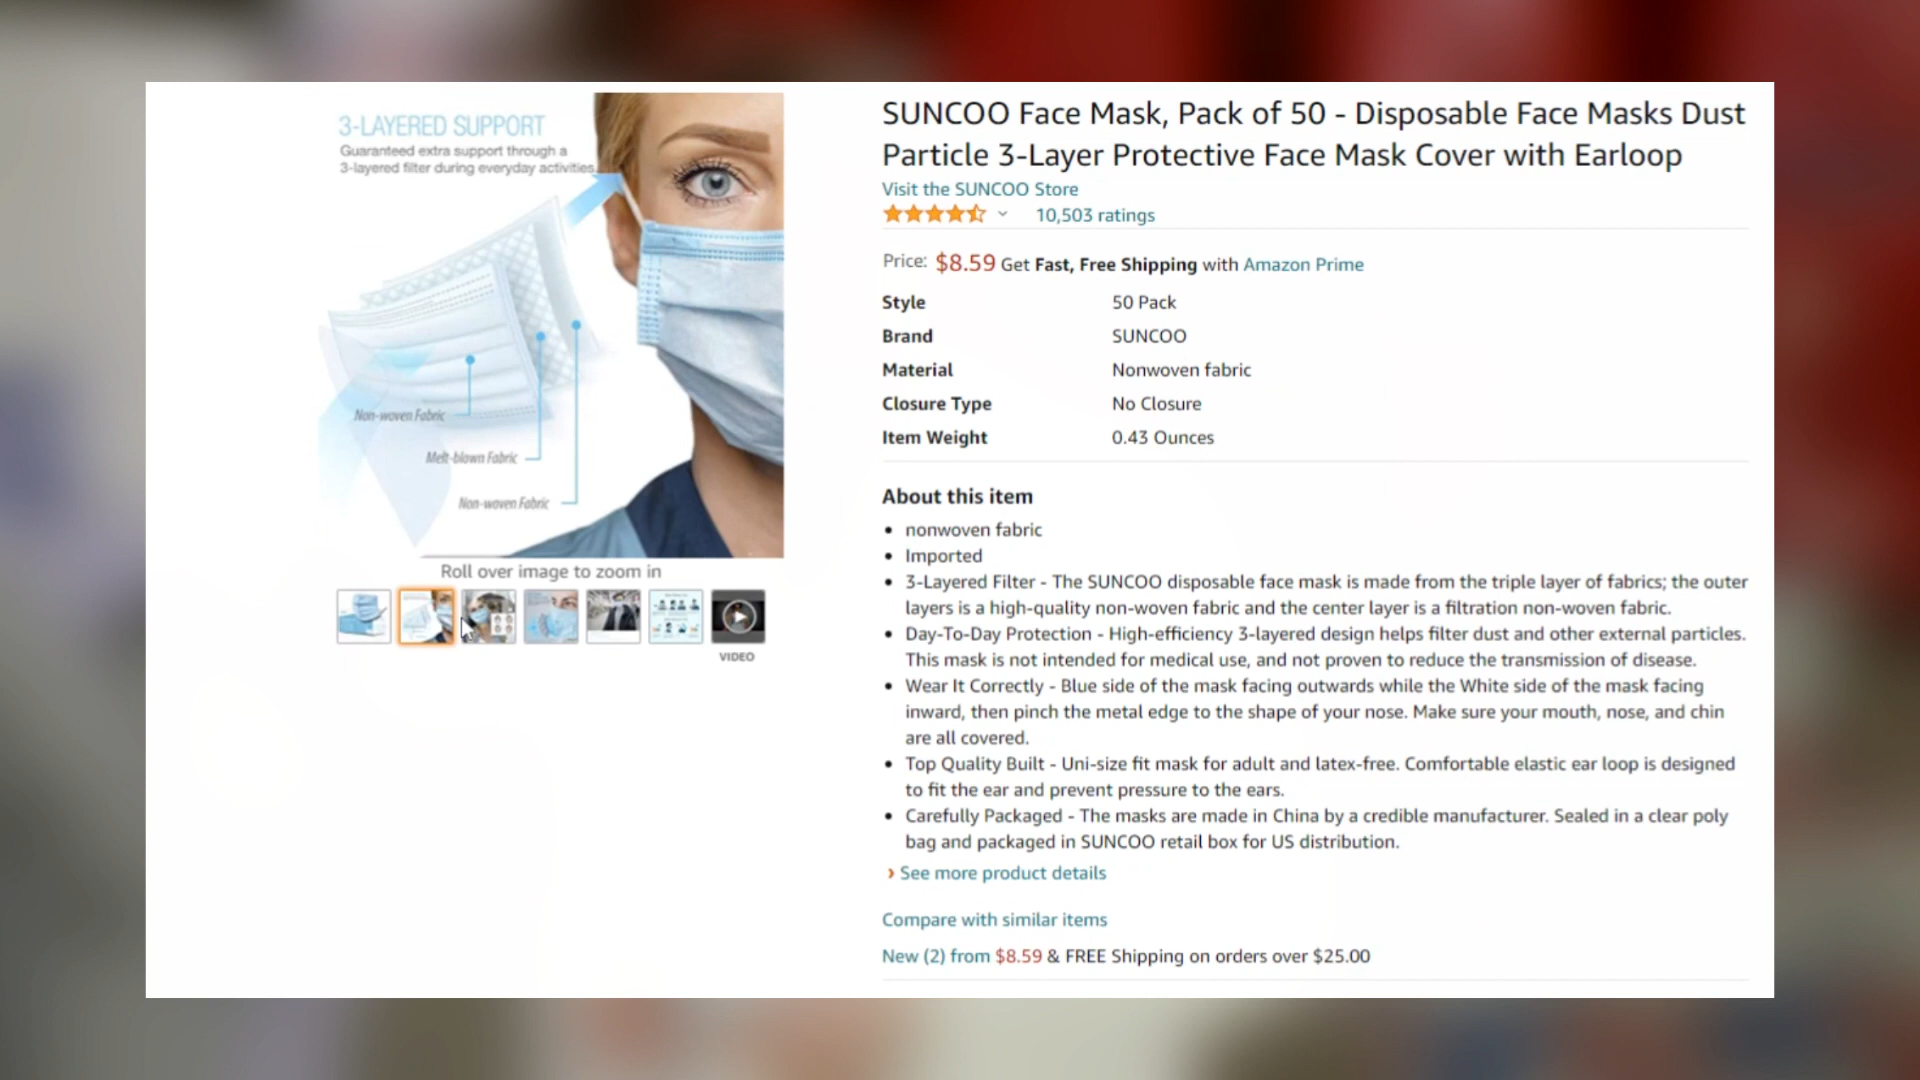 3-LAYERED SUPPORT
Guaranteed extra support through a
3-layered filter during everyday activities.
Non-woven Fabric
Melt-blown Fabric
Non-woven Fabric
Roll over image to zoom in
VIDEO
SUNCOO Face Mask, Pack of 50 - Disposable Face Masks Dust
Particle 3-Layer Protective Face Mask Cover with Earloop
Visit the SUNCOO Store
10,503 ratings
Price: $8.59 Get Fast, Free Shipping with Amazon Prime
Style 50 Pack
Brand SUNCOO
Material Nonwoven fabric
Closure Type No Closure
Item Weight 0.43 Ounces
About this item
• nonwoven fabric
• Imported
• 3-Layered Filter - The SUNCOO disposable face mask is made from the triple layer of fabrics; the outer
layers is a high-quality non-woven fabric and the center layer is a filtration non-woven fabric.
• Day-To-Day Protection - High-efficiency 3-layered design helps filter dust and other external particles.
This mask is not intended for medical use, and not proven to reduce the transmission of disease.
• Wear It Correctly - Blue side of the mask facing outwards while the White side of the mask facing
inward, then pinch the metal edge to the shape of your nose. Make sure your mouth, nose, and chin
are all covered.
• Top Quality Built - Uni-size fit mask for adult and latex-free. Comfortable elastic ear loop is designed
to fit the ear and prevent pressure to the ears.
• Carefully Packaged - The masks are made in China by a credible manufacturer. Sealed in a clear poly
bag and packaged in SUNCOO retail box for US distribution.
› See more product details
Compare with similar items
New (2) from $8.59 & FREE Shipping on orders over $25.00